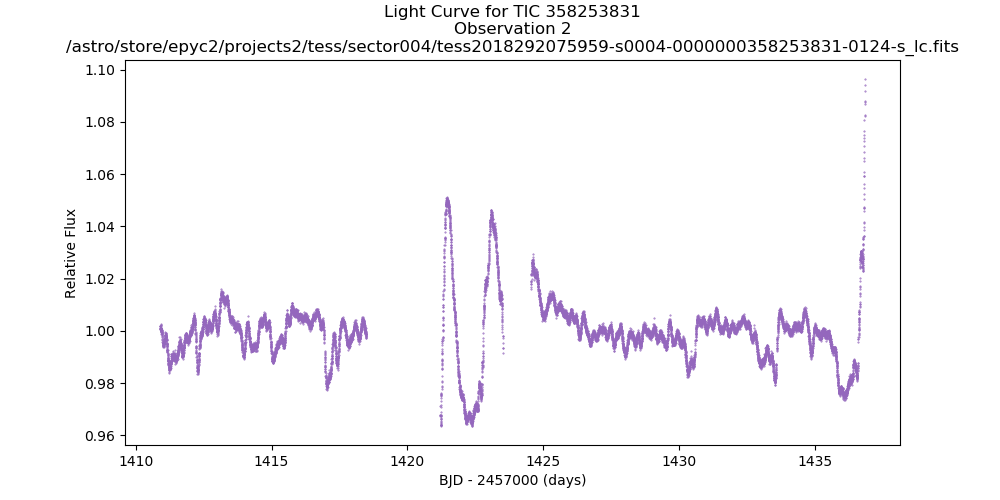 Light Curve for TIC 358253831
Observation 2
/astro/store/epyc2/projects2/tess/sector004/tess2018292075959-s0004-0000000358253831-0124-s_lc.fits
1.10
1.08
1.06
1.04
1.02
1.00
0.98
0.96
Relative Flux
1410
1415
1420
1425
1430
1435
BJD - 2457000 (days)